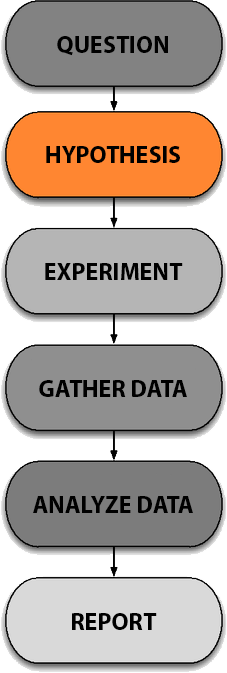 QUESTION
HYPOTHESIS
EXPERIMENT
GATHER DATA
ANALYZE DATA
REPORT